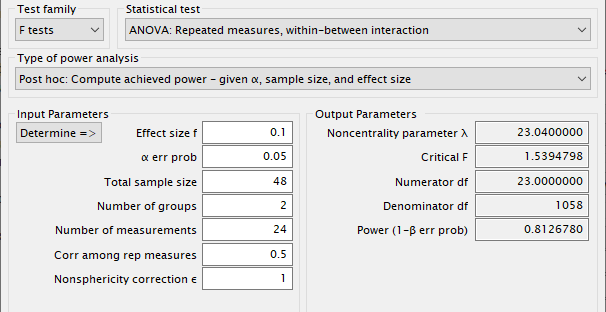 Test family Statistical test
F tests ANOVA: Repeated measures, within-between interaction
Type of power analysis
Post hoc: Compute achieved power - given α, sample size, and effect size
Input Parameters Output Parameters
Determine => Effect size f 0.1 Noncentrality parameter λ 23.0400000
α err prob 0.05 Critical F 1.5394798
Total sample size 48 Numerator df 23.0000000
Number of groups 2 Denominator df 1058
Number of measurements 24 Power (1-β err prob) 0.8126780
Corr among rep measures 0.5
Nonsphericity correction ϵ 1